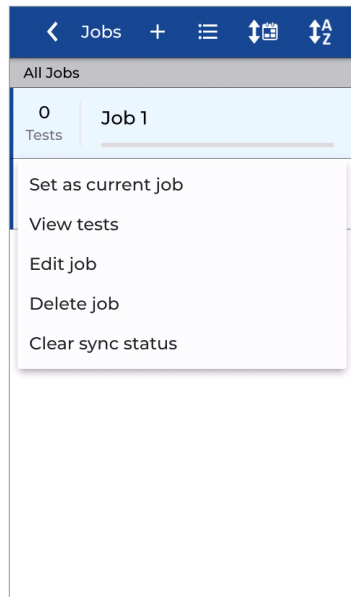 Jobs
A
Z
All Jobs
0
Tests
Job 1
Set as current job
View tests
Edit job
Delete job
Clear sync status